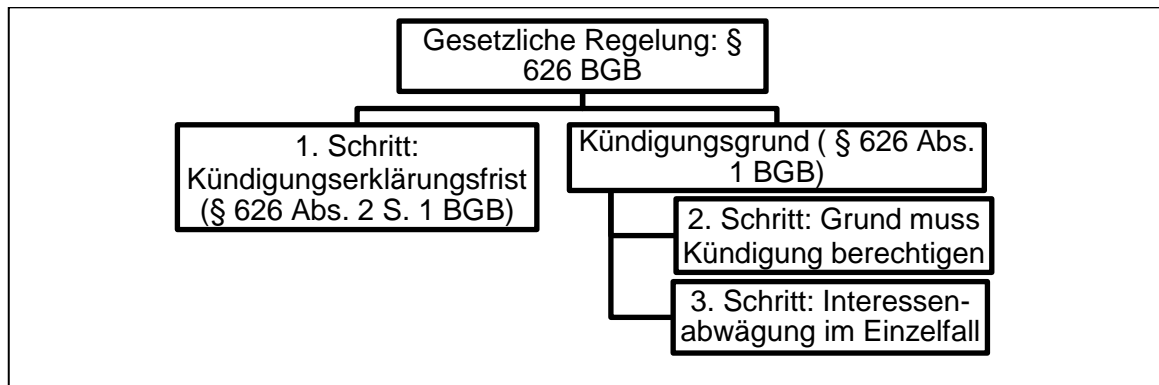 Gesetzliche Regelung: §
626 BGB
1. Schritt:
Kündigungserklärungsfrist
(§ 626 Abs. 2 S. 1 BGB)
Kündigungsgrund ( § 626 Abs.
1 BGB)
2. Schritt: Grund muss
Kündigung berechtigen
3. Schritt: Interessen-
abwägung im Einzelfall